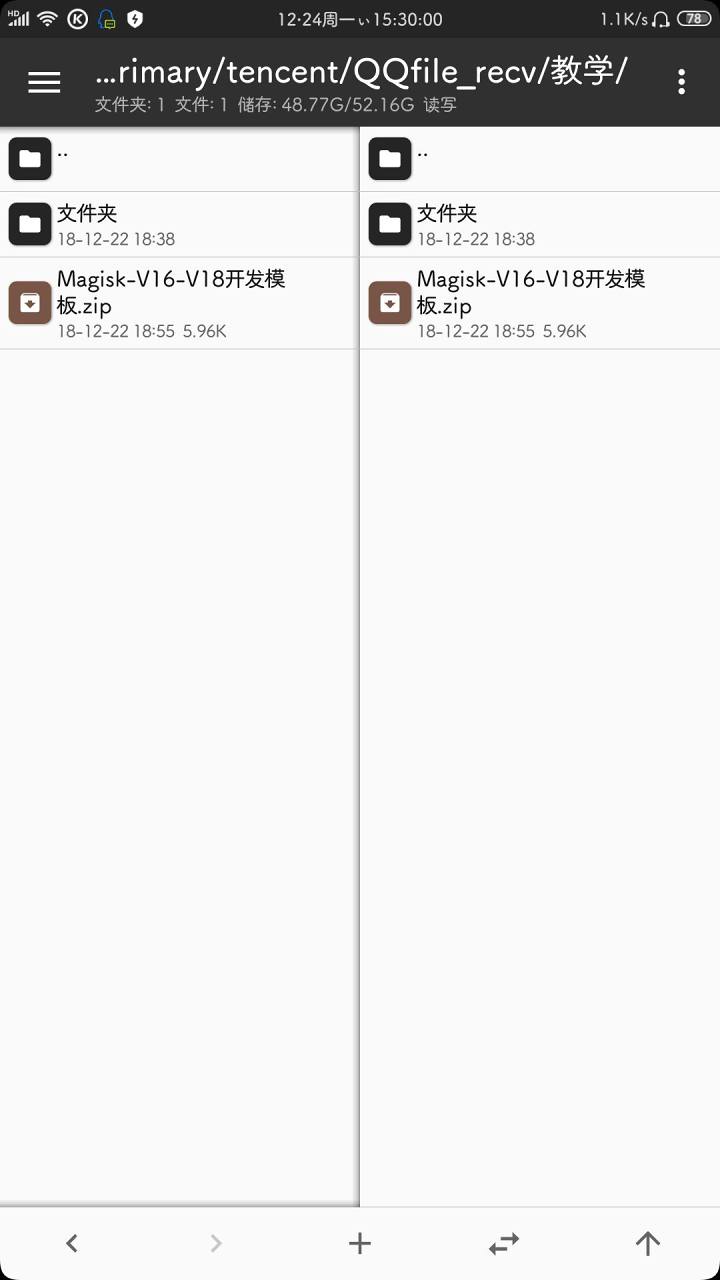 HD 12·24周一 15:30:00 1.1K/s 78
...rimary/tencent/QQfile_recv/教学/
文件夹: 1 文件: 1 储存: 48.77G/52.16G 读写
..
文件夹
18-12-22 18:38
Magisk-V16-V18开发模
板.zip
18-12-22 18:55 5.96K
..
文件夹
18-12-22 18:38
Magisk-V16-V18开发模
板.zip
18-12-22 18:55 5.96K